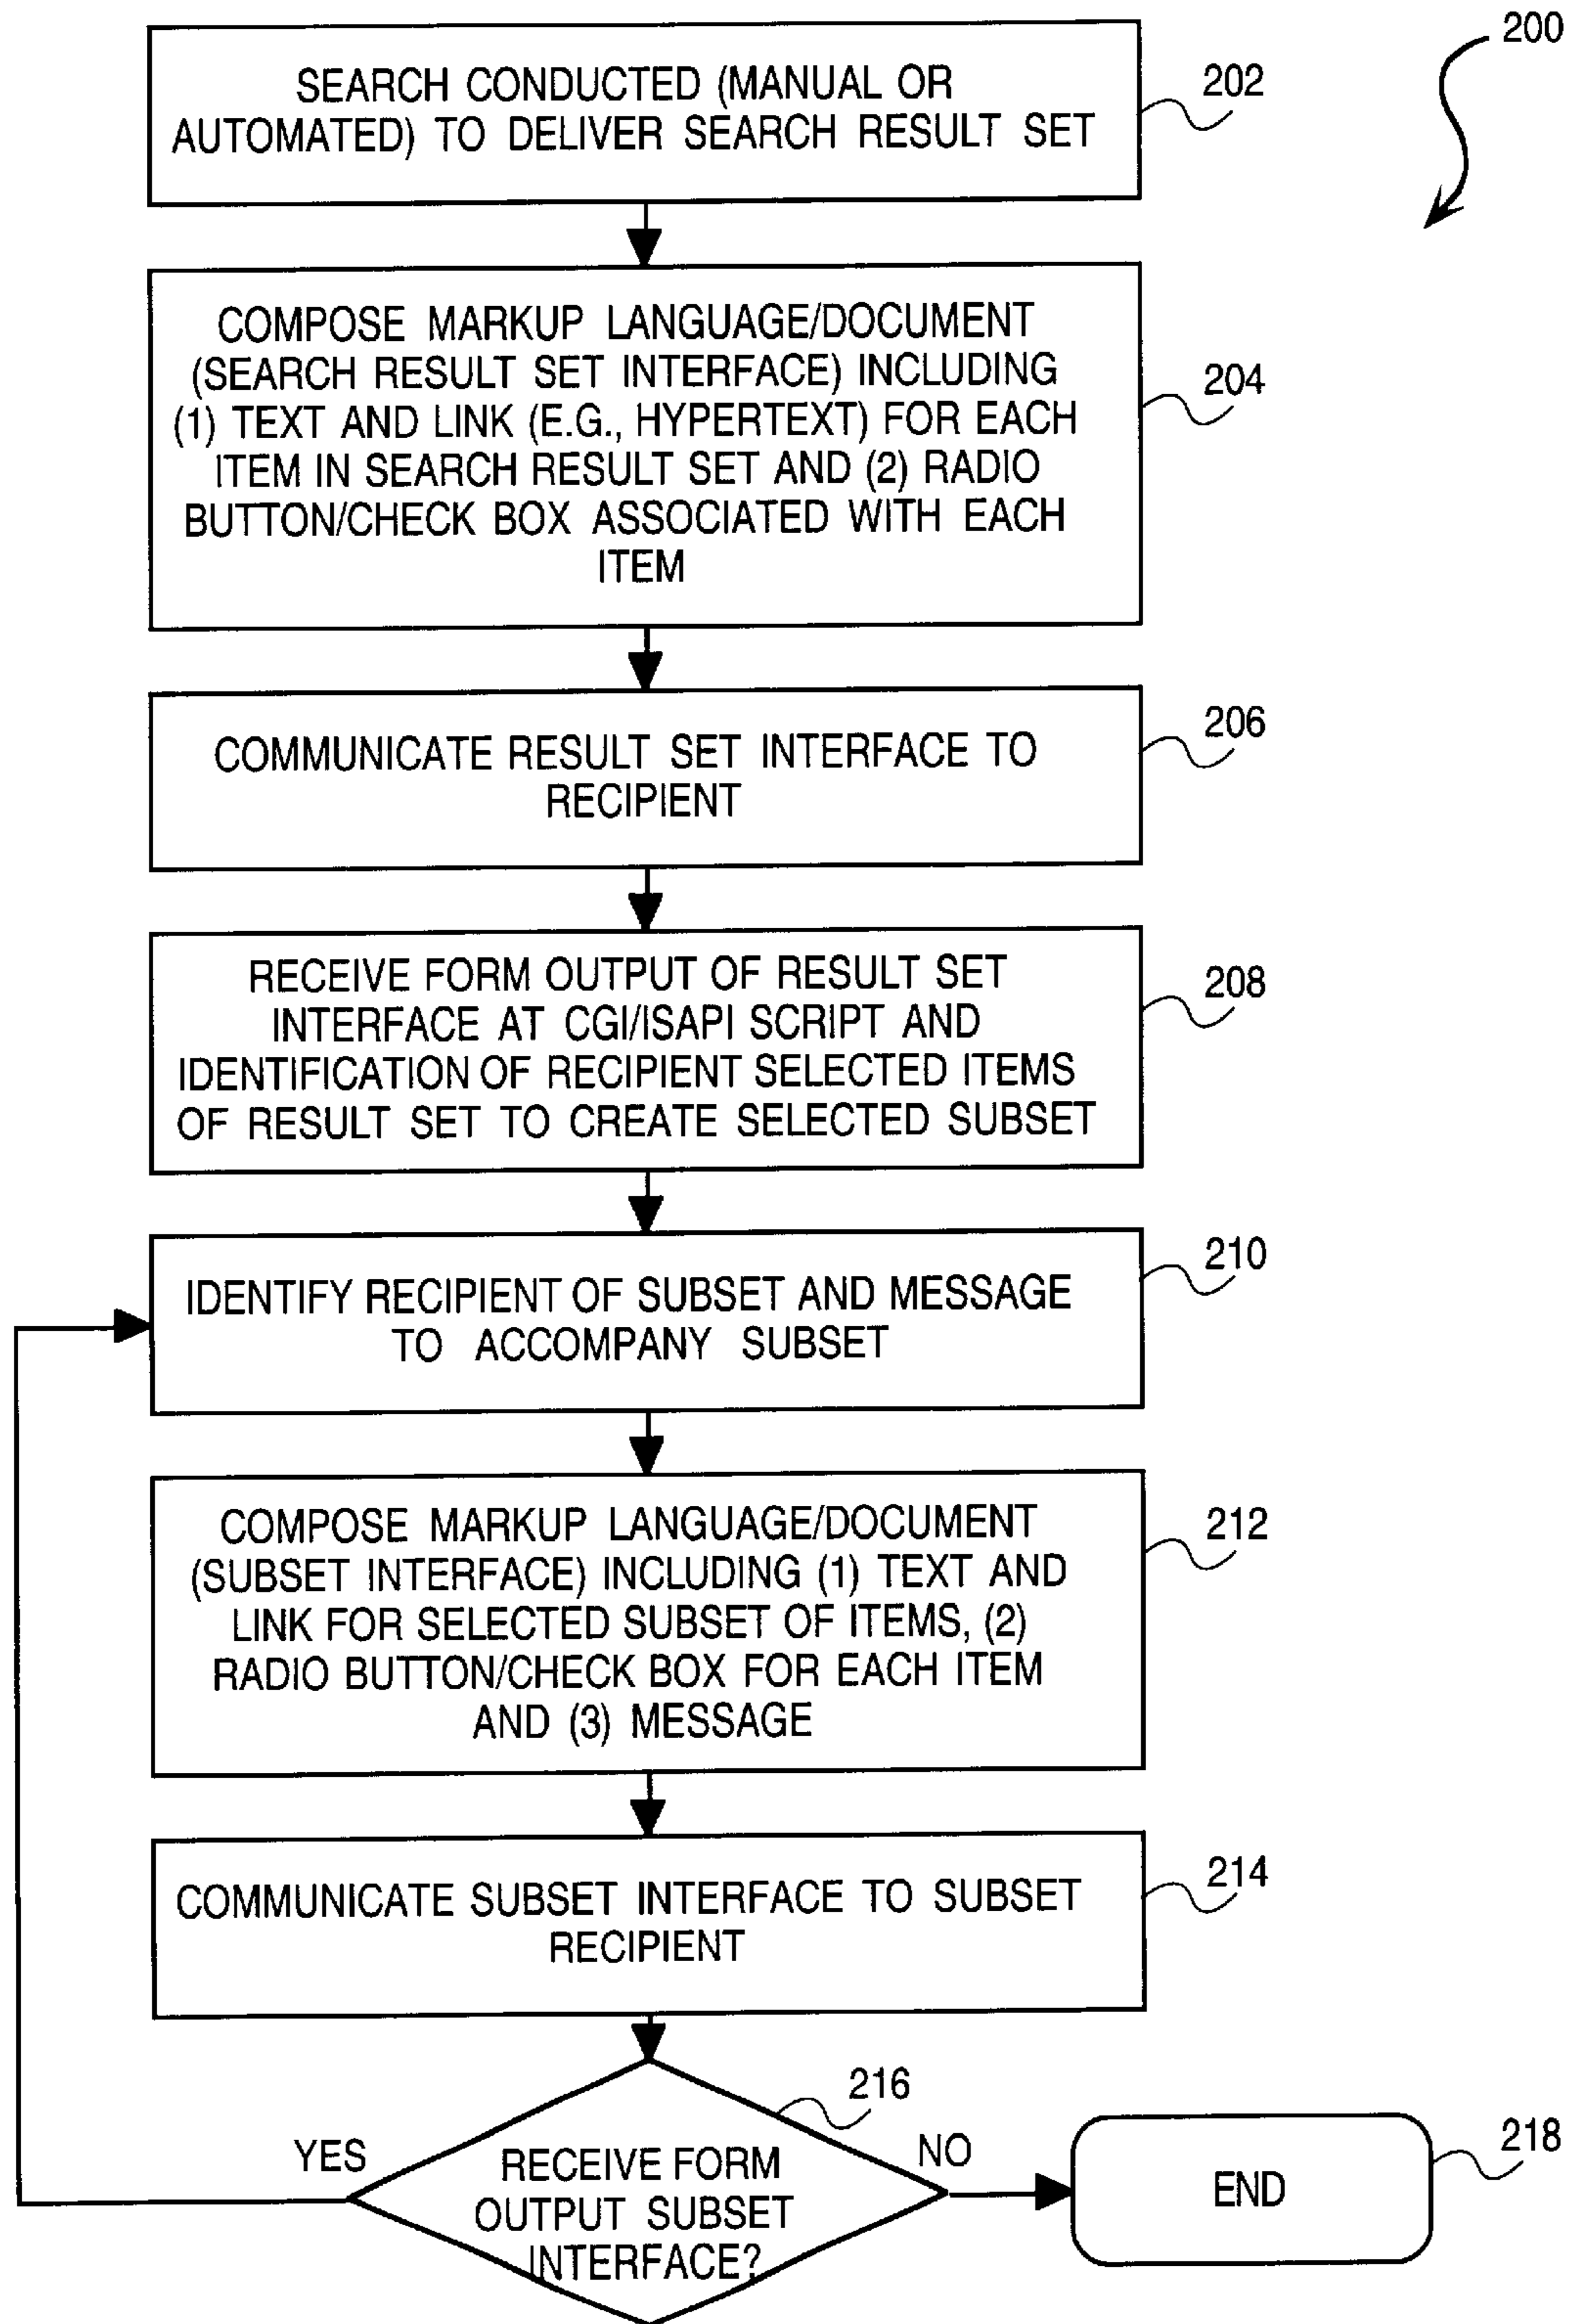 200
SEARCH CONDUCTED (MANUAL OR
AUTOMATED) TO DELIVER SEARCH RESULT SET
202
COMPOSE MARKUP LANGUAGE/DOCUMENT
(SEARCH RESULT SET INTERFACE) INCLUDING
(1) TEXT AND LINK (E.G., HYPERTEXT) FOR EACH
ITEM IN SEARCH RESULT SET AND (2) RADIO
BUTTON/CHECK BOX ASSOCIATED WITH EACH
ITEM
204
COMMUNICATE RESULT SET INTERFACE TO
RECIPIENT
206
RECEIVE FORM OUTPUT OF RESULT SET
INTERFACE AT CGI/ISAPI SCRIPT AND
IDENTIFICATION OF RECIPIENT SELECTED ITEMS
OF RESULT SET TO CREATE SELECTED SUBSET
208
IDENTIFY RECIPIENT OF SUBSET AND MESSAGE
TO ACCOMPANY SUBSET
210
COMPOSE MARKUP LANGUAGE/DOCUMENT
(SUBSET INTERFACE) INCLUDING (1) TEXT AND
LINK FOR SELECTED SUBSET OF ITEMS, (2)
RADIO BUTTON/CHECK BOX FOR EACH ITEM
AND (3) MESSAGE
212
COMMUNICATE SUBSET INTERFACE TO SUBSET
RECIPIENT
214
216
YES
RECEIVE FORM
OUTPUT SUBSET
INTERFACE?
NO
END
218